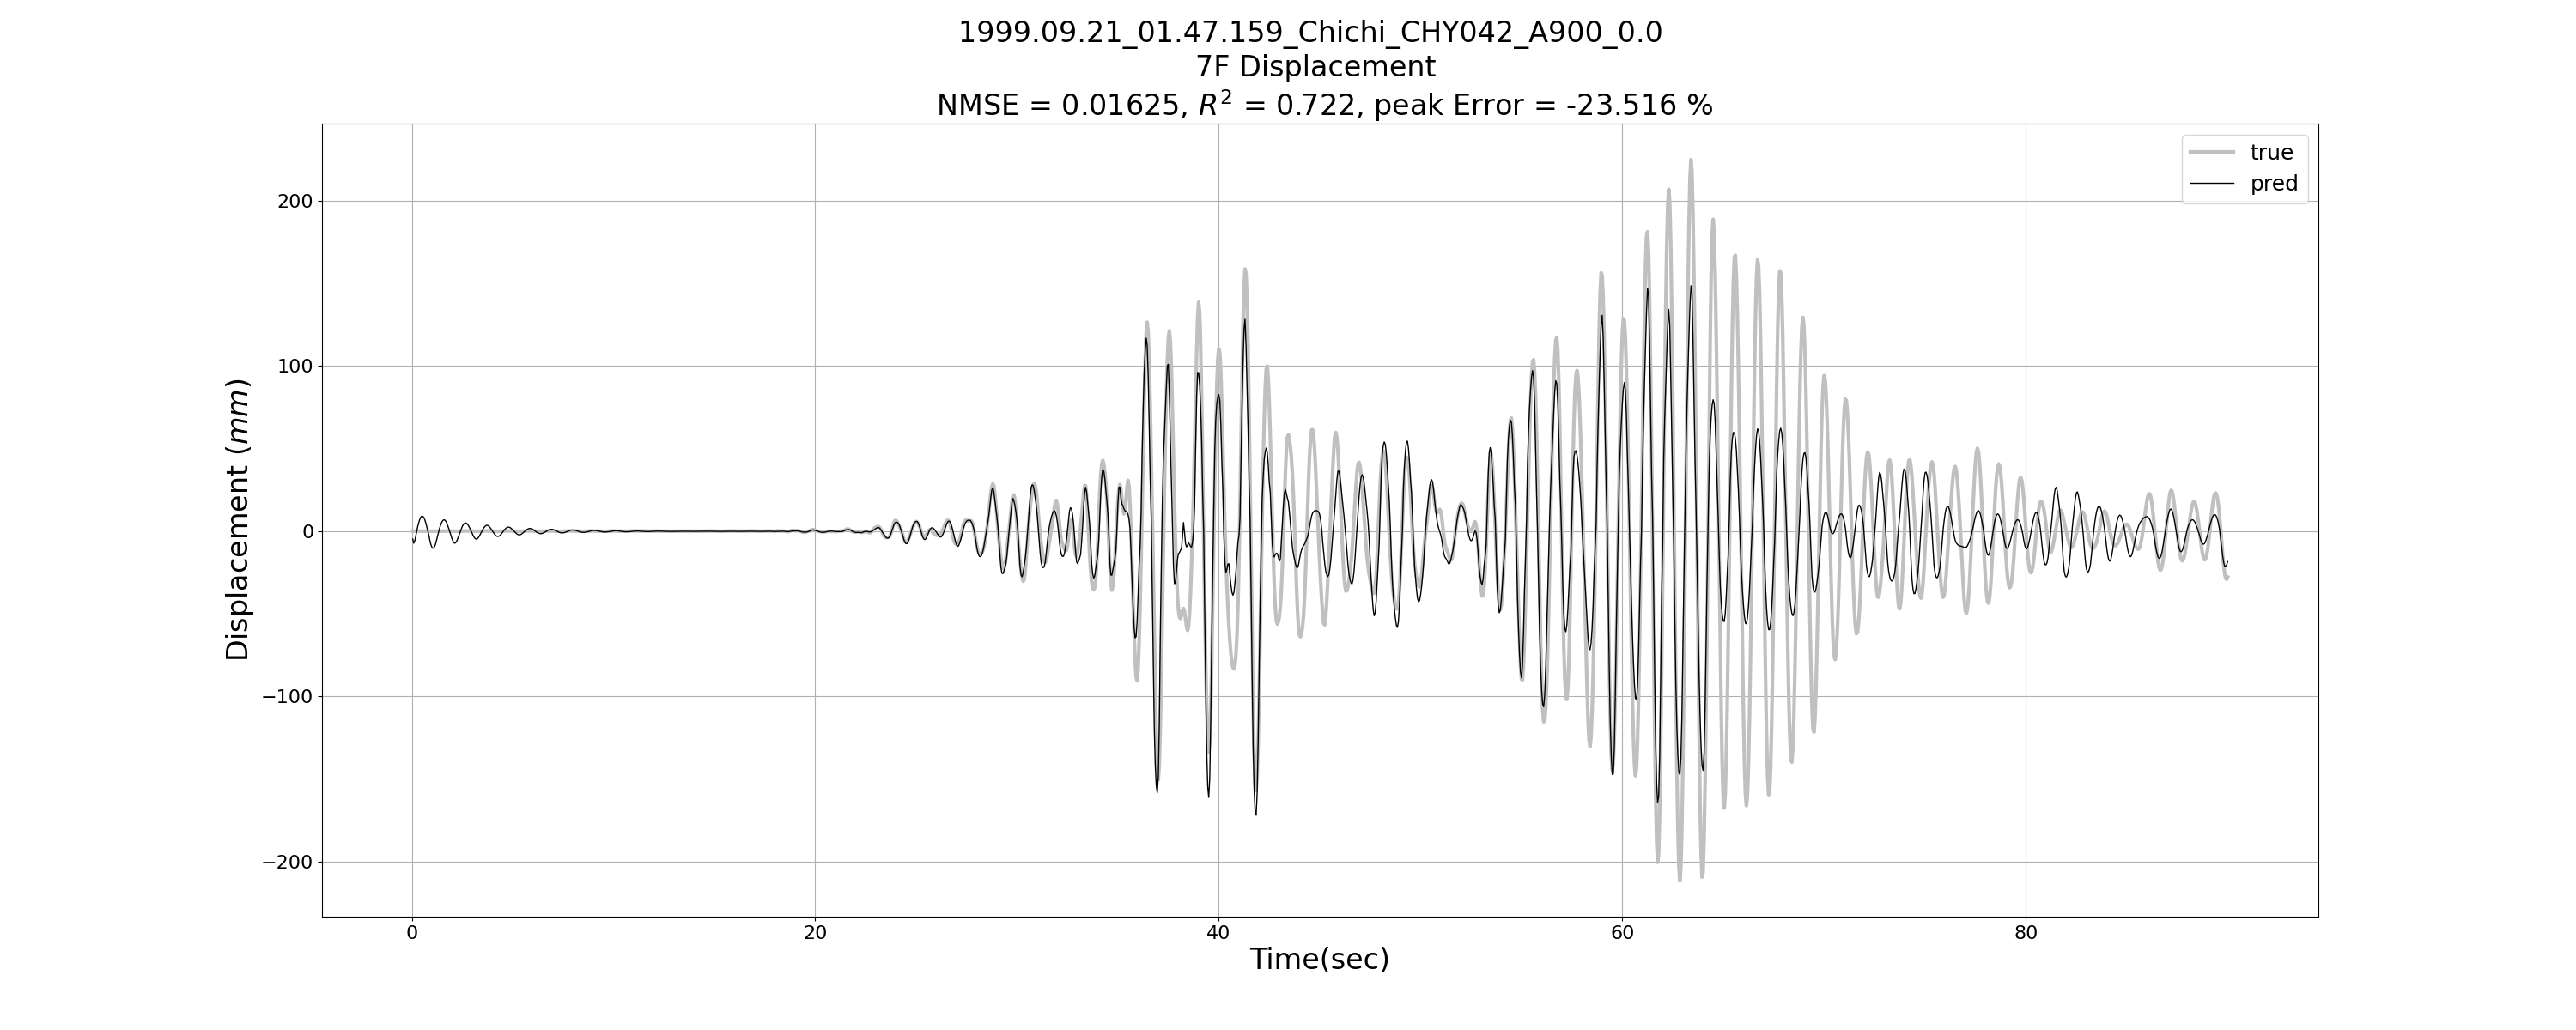 1999.09.21_01.47.159_Chichi_CHY042_A900_0.0
7F Displacement
NMSE = 0.01625, R² = 0.722, peak Error = -23.516 %
true
pred
Displacement (mm)
200
100
0
−100
−200
0 20 40 60 80
Time(sec)